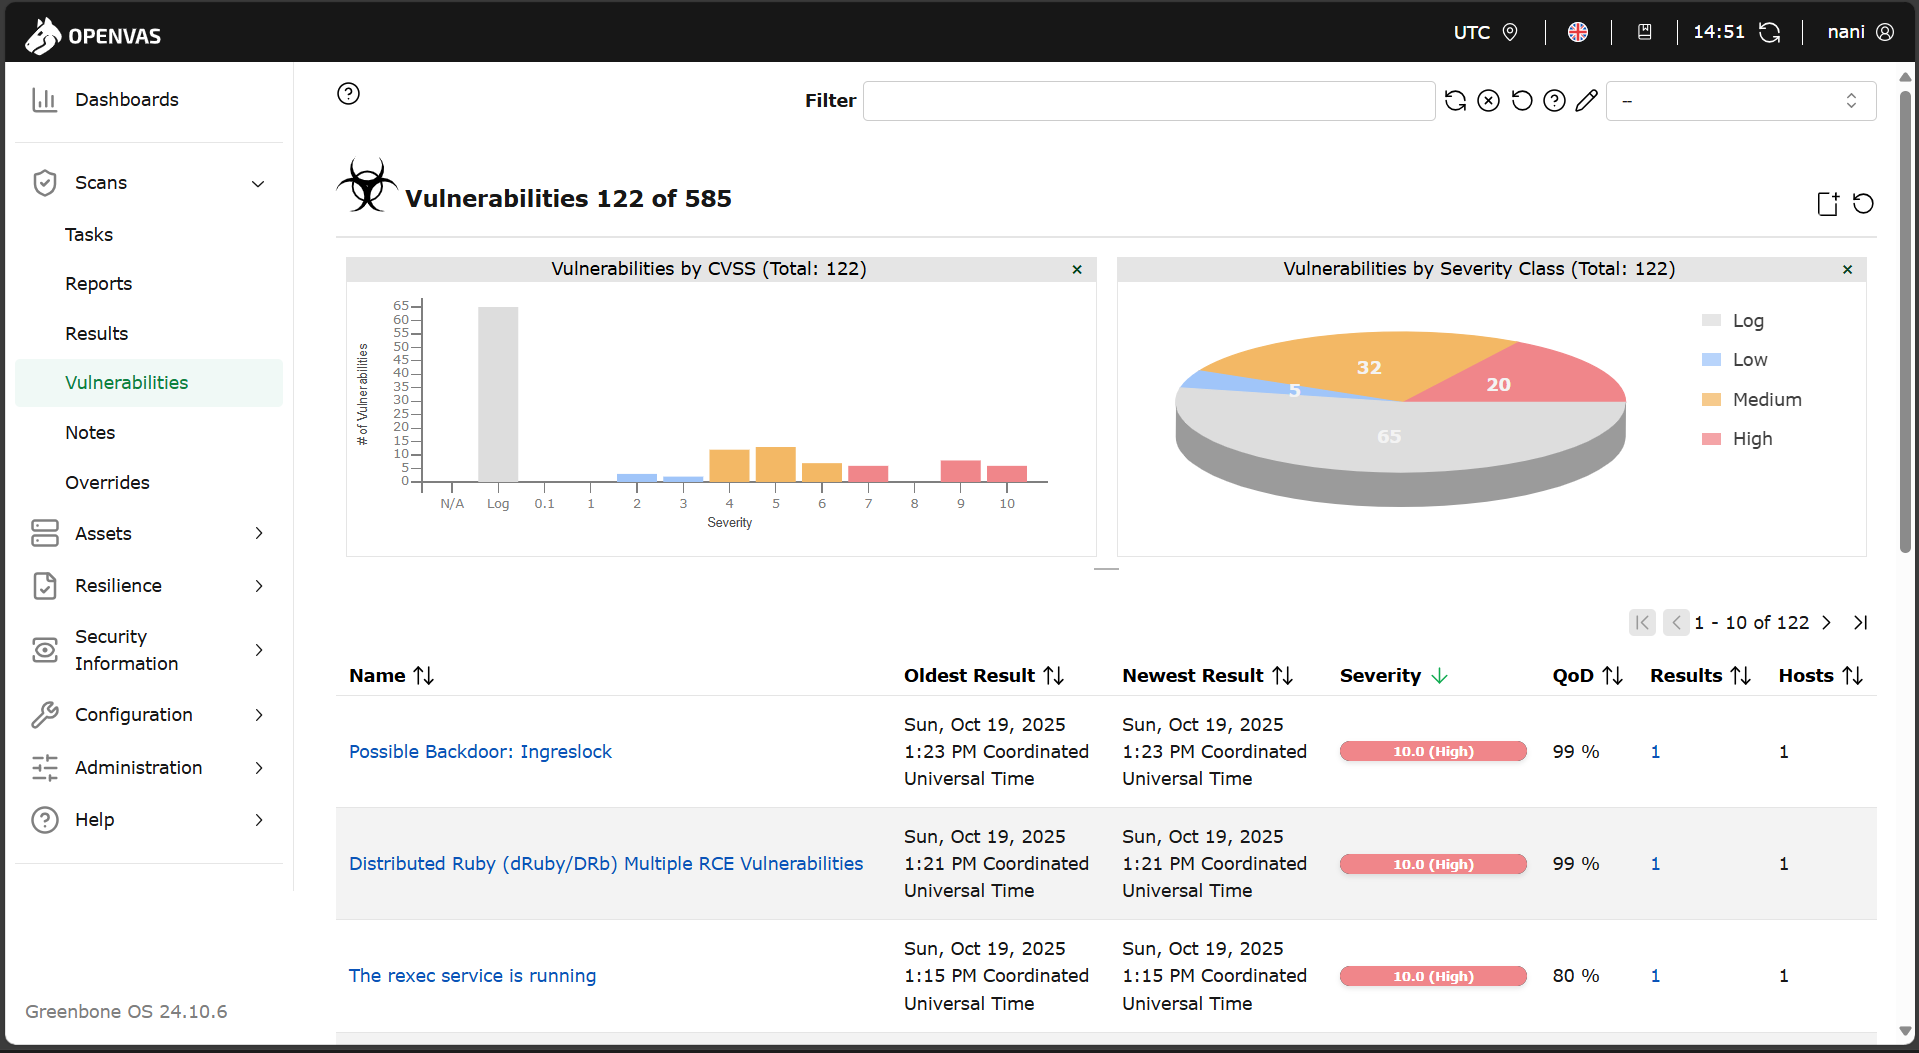 OPENVAS
UTC
14:51
nani
Dashboards
Scans
Tasks
Reports
Results
Vulnerabilities
Notes
Overrides
Assets
Resilience
Security
Information
Configuration
Administration
Help
Greenbone OS 24.10.6
Filter
--
Vulnerabilities 122 of 585
Vulnerabilities by CVSS (Total: 122)
×
# of Vulnerabilities
65
60
55
50
45
40
35
30
25
20
15
10
5
0
N/A Log 0.1 1 2 3 4 5 6 7 8 9 10
Severity
Vulnerabilities by Severity Class (Total: 122)
×
32
20
5
65
Log
Low
Medium
High
1 - 10 of 122
Name Oldest Result Newest Result Severity QoD Results Hosts
Sun, Oct 19, 2025 Sun, Oct 19, 2025
Possible Backdoor: Ingreslock 1:23 PM Coordinated 1:23 PM Coordinated 10.0 (High) 99 % 1 1
Universal Time Universal Time
Sun, Oct 19, 2025 Sun, Oct 19, 2025
Distributed Ruby (dRuby/DRb) Multiple RCE Vulnerabilities 1:21 PM Coordinated 1:21 PM Coordinated 10.0 (High) 99 % 1 1
Universal Time Universal Time
Sun, Oct 19, 2025 Sun, Oct 19, 2025
The rexec service is running 1:15 PM Coordinated 1:15 PM Coordinated 10.0 (High) 80 % 1 1
Universal Time Universal Time